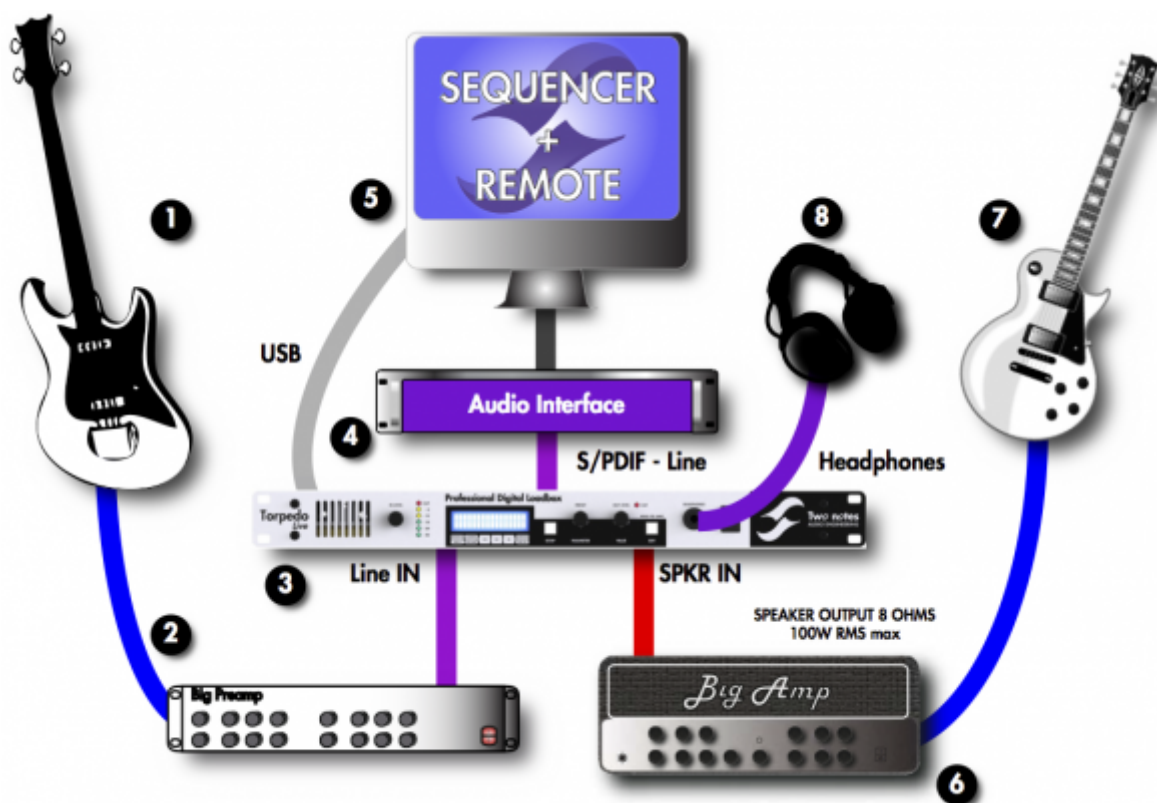 SEQUENCER
+
REMOTE
5
1
8
7
USB
Audio Interface
4
S/PDIF - Line
Headphones
Professional Digital Loadbox
Torpedo
Live
Two notes
AUDIO ENGINEERING
3
Line IN
SPKR IN
SPEAKER OUTPUT 8 OHMS
100W RMS max
2
Big Preamp
Big Amp
6